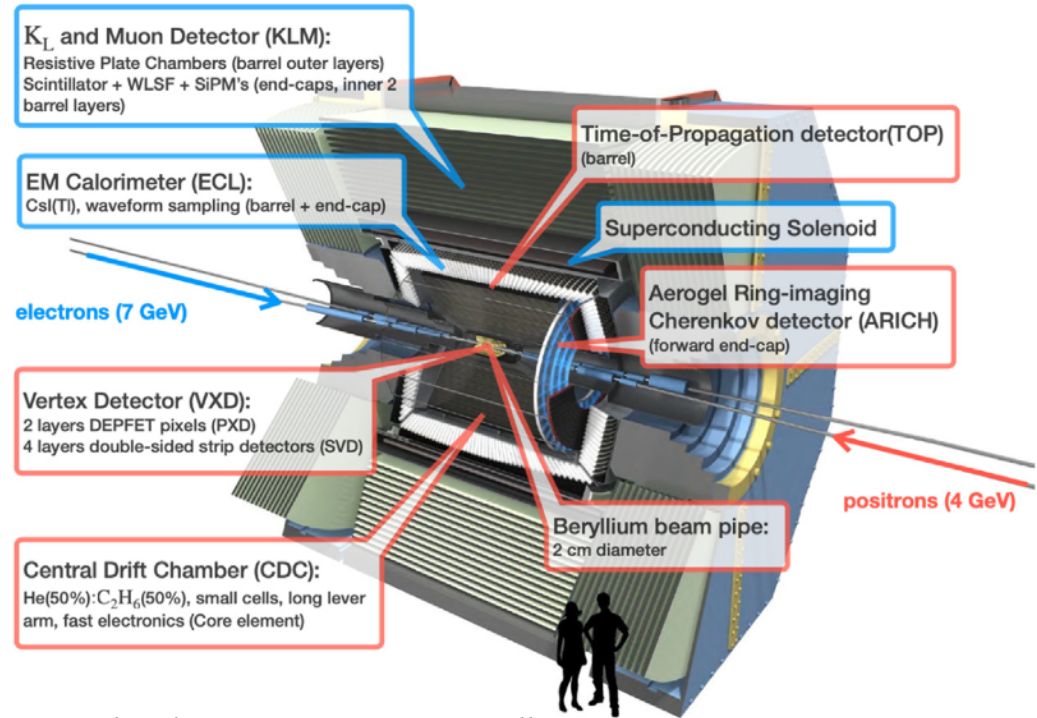 K_L and Muon Detector (KLM):
Resistive Plate Chambers (barrel outer layers)
Scintillator + WLSF + SiPM's (end-caps, inner 2
barrel layers)
Time-of-Propagation detector(TOP)
(barrel)
EM Calorimeter (ECL):
CsI(Tl), waveform sampling (barrel + end-cap)
Superconducting Solenoid
electrons (7 GeV)
Aerogel Ring-imaging
Cherenkov detector (ARICH)
(forward end-cap)
Vertex Detector (VXD):
2 layers DEPFET pixels (PXD)
4 layers double-sided strip detectors (SVD)
positrons (4 GeV)
Beryllium beam pipe:
2 cm diameter
Central Drift Chamber (CDC):
He(50%):C₂H₆(50%), small cells, long lever
arm, fast electronics (Core element)